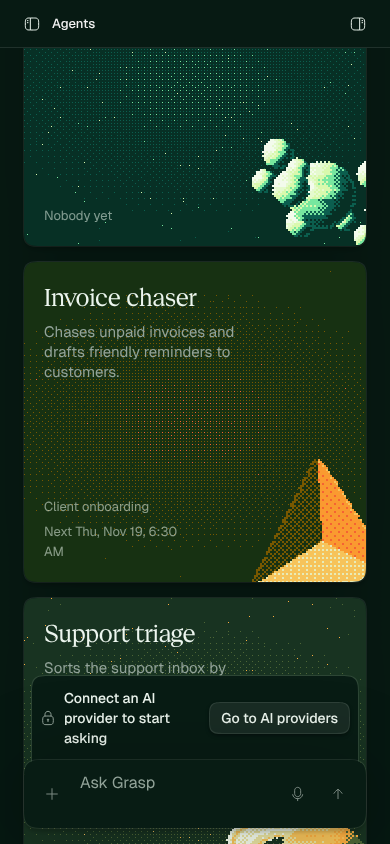 Agents
Nobody yet
Invoice chaser
Chases unpaid invoices and
drafts friendly reminders to
customers.
Client onboarding
Next Thu, Nov 19, 6:30
AM
Support triage
Sorts the support inbox by
Connect an AI
provider to start
asking
Go to AI providers
Ask Grasp